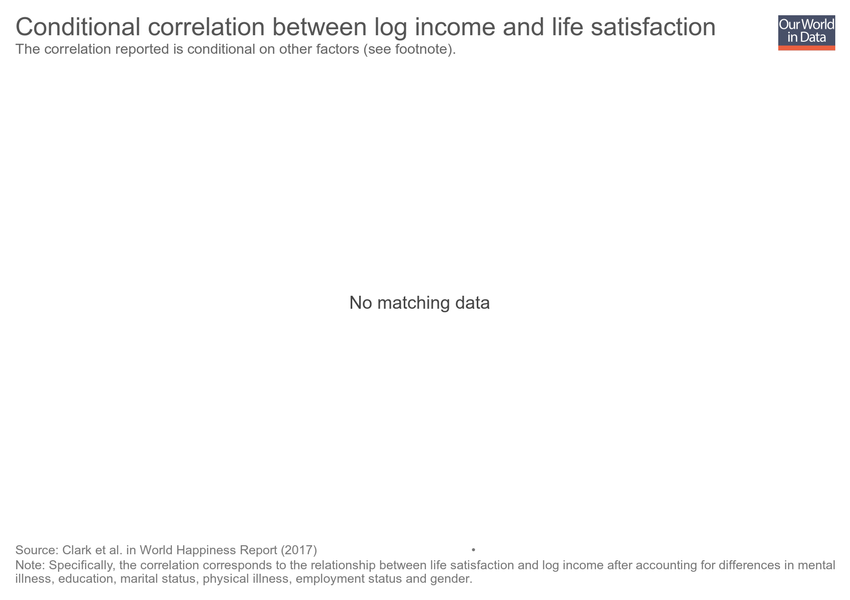 Conditional correlation between log income and life satisfaction
Our World
in Data
The correlation reported is conditional on other factors (see footnote).
No matching data
Source: Clark et al. in World Happiness Report (2017) •
Note: Specifically, the correlation corresponds to the relationship between life satisfaction and log income after accounting for differences in mental
illness, education, marital status, physical illness, employment status and gender.